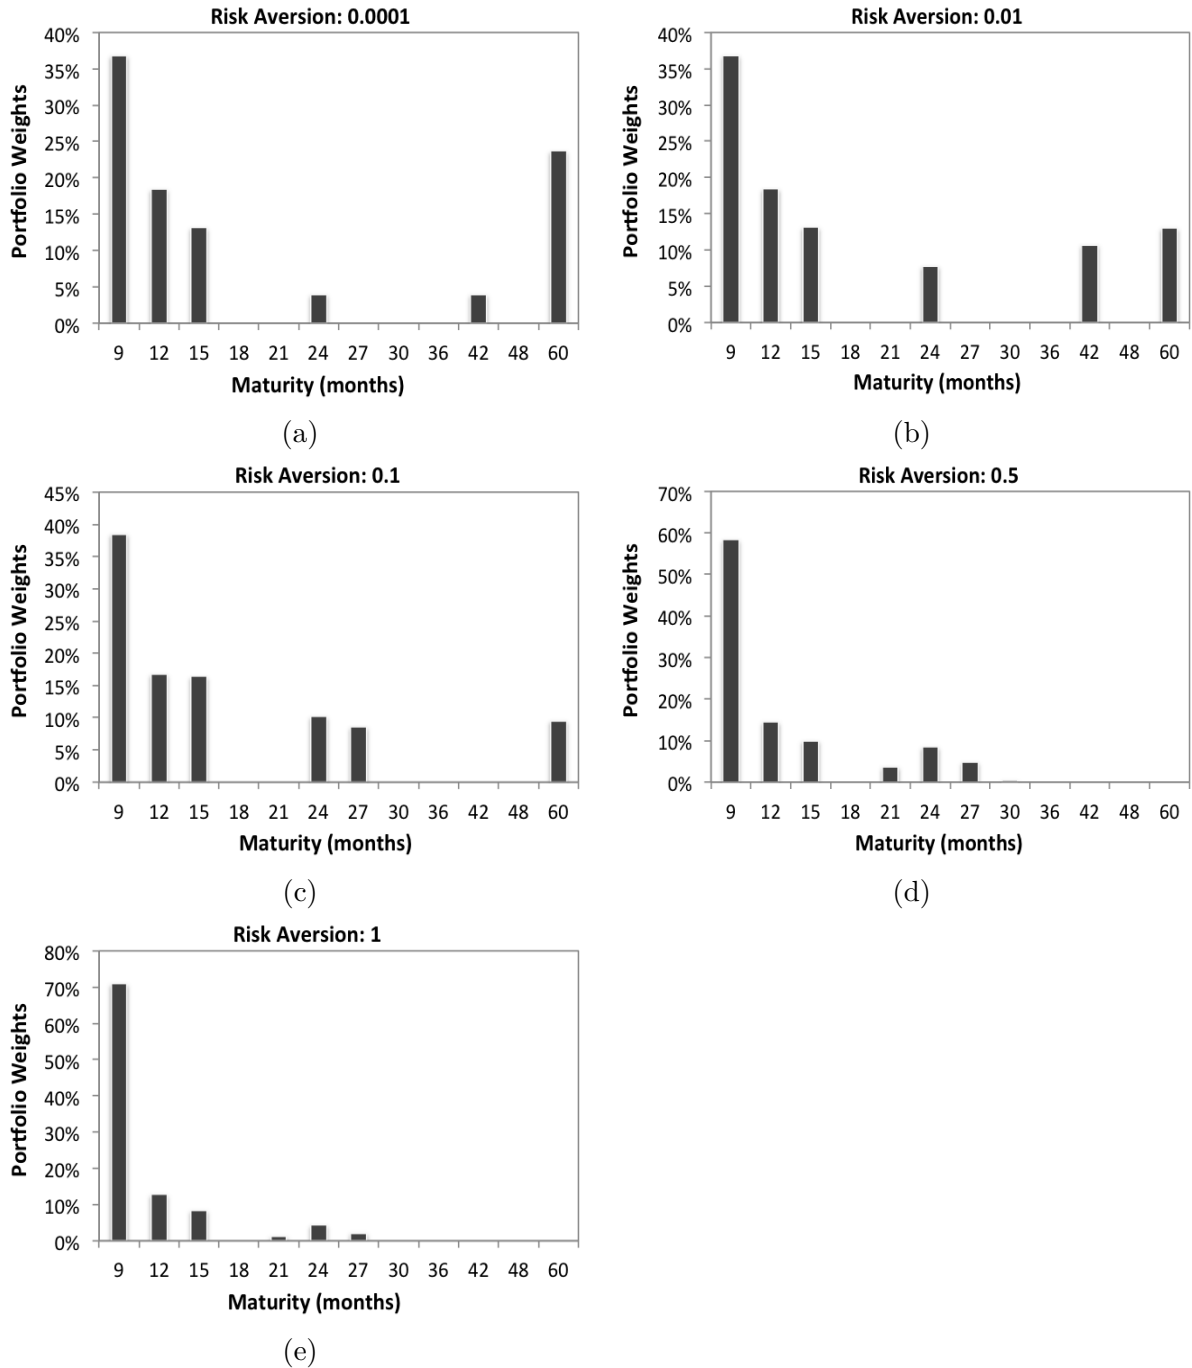 Risk Aversion: 0.0001
40%
35%
30%
25%
20%
15%
10%
5%
0%
Portfolio Weights
9 12 15 18 21 24 27 30 36 42 48 60
Maturity (months)
(a)
Risk Aversion: 0.01
40%
35%
30%
25%
20%
15%
10%
5%
0%
Portfolio Weights
9 12 15 18 21 24 27 30 36 42 48 60
Maturity (months)
(b)
Risk Aversion: 0.1
45%
40%
35%
30%
25%
20%
15%
10%
5%
0%
Portfolio Weights
9 12 15 18 21 24 27 30 36 42 48 60
Maturity (months)
(c)
Risk Aversion: 0.5
70%
60%
50%
40%
30%
20%
10%
0%
Portfolio Weights
9 12 15 18 21 24 27 30 36 42 48 60
Maturity (months)
(d)
Risk Aversion: 1
80%
70%
60%
50%
40%
30%
20%
10%
0%
Portfolio Weights
9 12 15 18 21 24 27 30 36 42 48 60
Maturity (months)
(e)